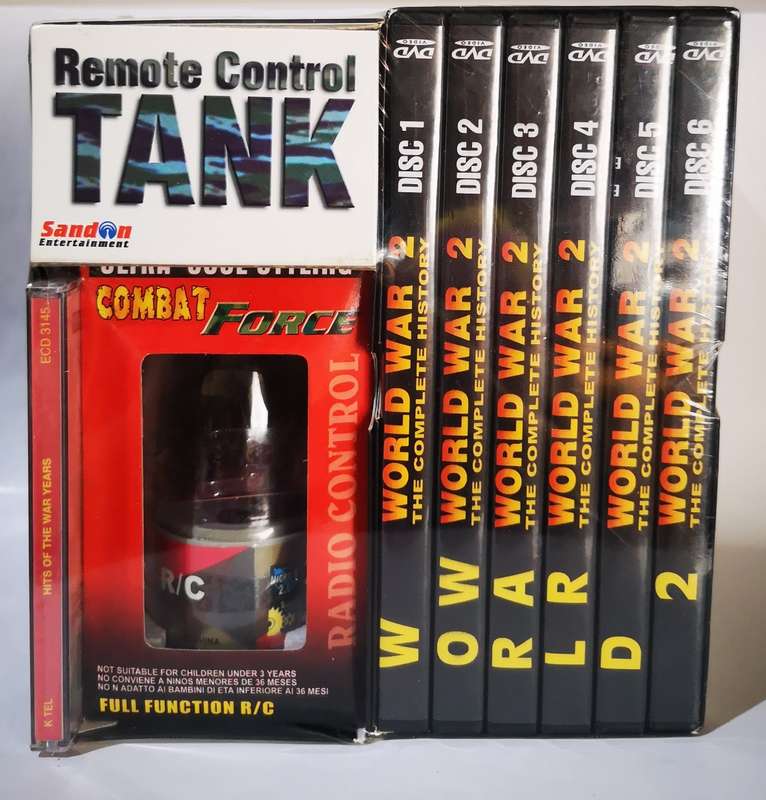 Remote Control
TANK
Sandon
Entertainment
ULTRA COOL STYLING
COMBAT FORCE
RADIO CONTROL
R/C
NOT SUITABLE FOR CHILDREN UNDER 3 YEARS
NO CONVIENE A NINOS MENORES DE 36 MESES
NO N ADATTO AI BAMBINI DI ETA INFERIORE AI 36 MESI
FULL FUNCTION R/C
ECD 3145
HITS OF THE WAR YEARS
K TEL
DVD VIDEO
DISC 1
WORLD WAR 2
THE COMPLETE HISTORY
W
DVD VIDEO
DISC 2
WORLD WAR 2
THE COMPLETE HISTORY
O W
DVD VIDEO
DISC 3
WORLD WAR 2
THE COMPLETE HISTORY
R A
DVD VIDEO
DISC 4
WORLD WAR 2
THE COMPLETE HISTORY
L R
DVD VIDEO
DISC 5
WORLD WAR 2
THE COMPLETE HISTORY
D
DVD VIDEO
DISC 6
WORLD WAR 2
THE COMPLETE HISTORY
2